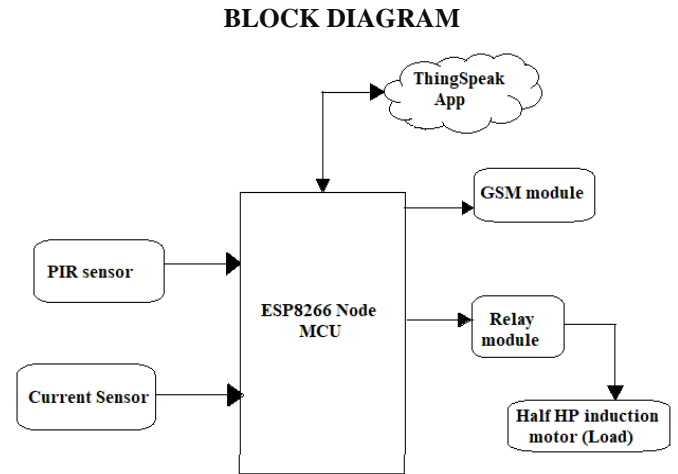 BLOCK DIAGRAM
ThingSpeak
App
GSM module
PIR sensor
ESP8266 Node
MCU
Relay
module
Current Sensor
Half HP induction
motor (Load)